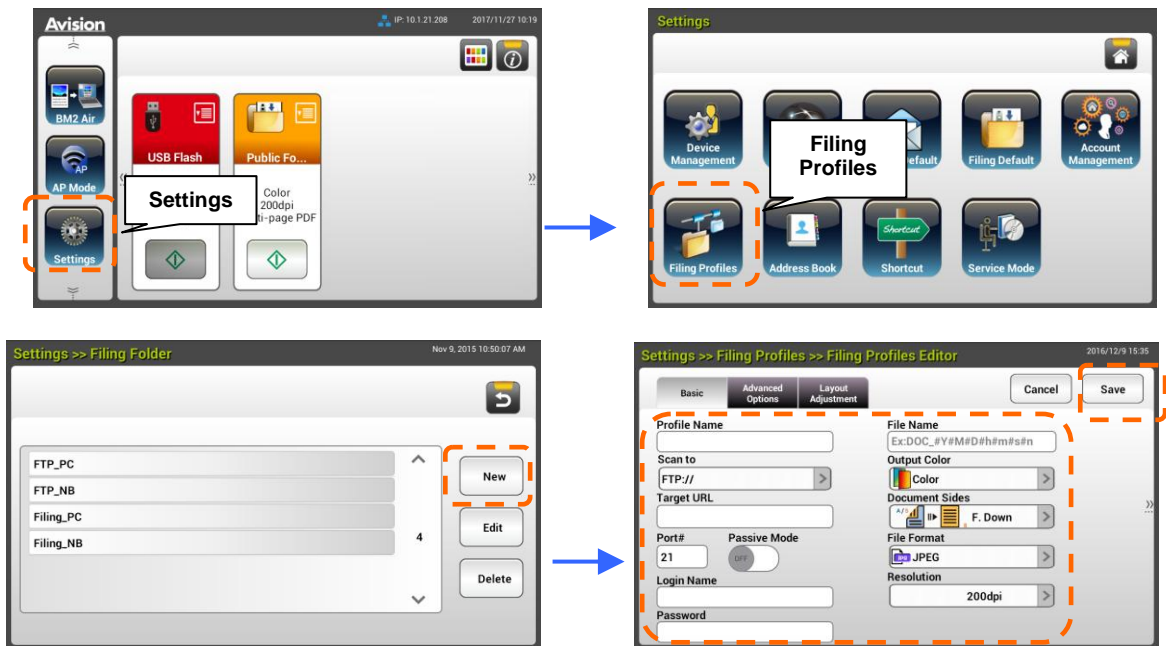 Avision
IP: 10.1.21.208
2017/11/27 10:19
BM2 Air
AP
AP Mode
Settings
USB Flash
Public Fo...
Color
200dpi
ti-page PDF
Settings
Settings
Device
Management
Filing
Profiles
efault
Filing Default
Account
Management
Filing Profiles
Address Book
Shortcut
Shortcut
Service Mode
Settings >> Filing Folder
Nov 9, 2015 10:50:07 AM
FTP_PC
FTP_NB
Filing_PC
Filing_NB
4
New
Edit
Delete
Settings >> Filing Profiles >> Filing Profiles Editor
2016/12/9 15:35
Basic
Advanced
Options
Layout
Adjustment
Cancel
Save
Profile Name
Scan to
FTP://
Target URL
Port#
Passive Mode
21
OFF
Login Name
Password
File Name
Ex:DOC_#Y#M#D#h#m#s#n
Output Color
Color
Document Sides
A/S
F. Down
File Format
JPEG
Resolution
200dpi